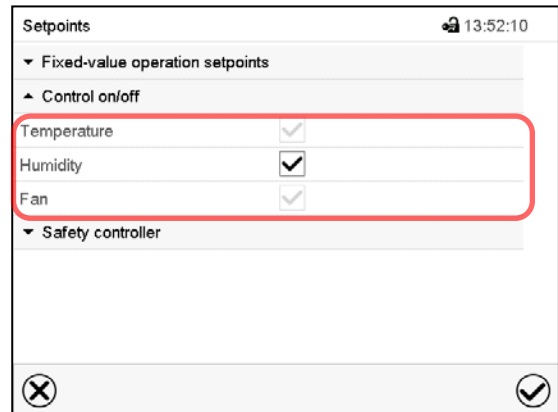 Setpoints 13:52:10
Fixed-value operation setpoints
Control on/off
Temperature
Humidity
Fan
Safety controller